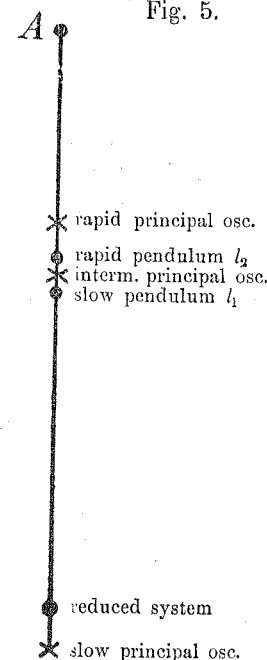 Fig. 5.
A
rapid principal osc.
rapid pendulum l₂
interm. principal osc.
slow pendulum l₁
reduced system
slow principal osc.